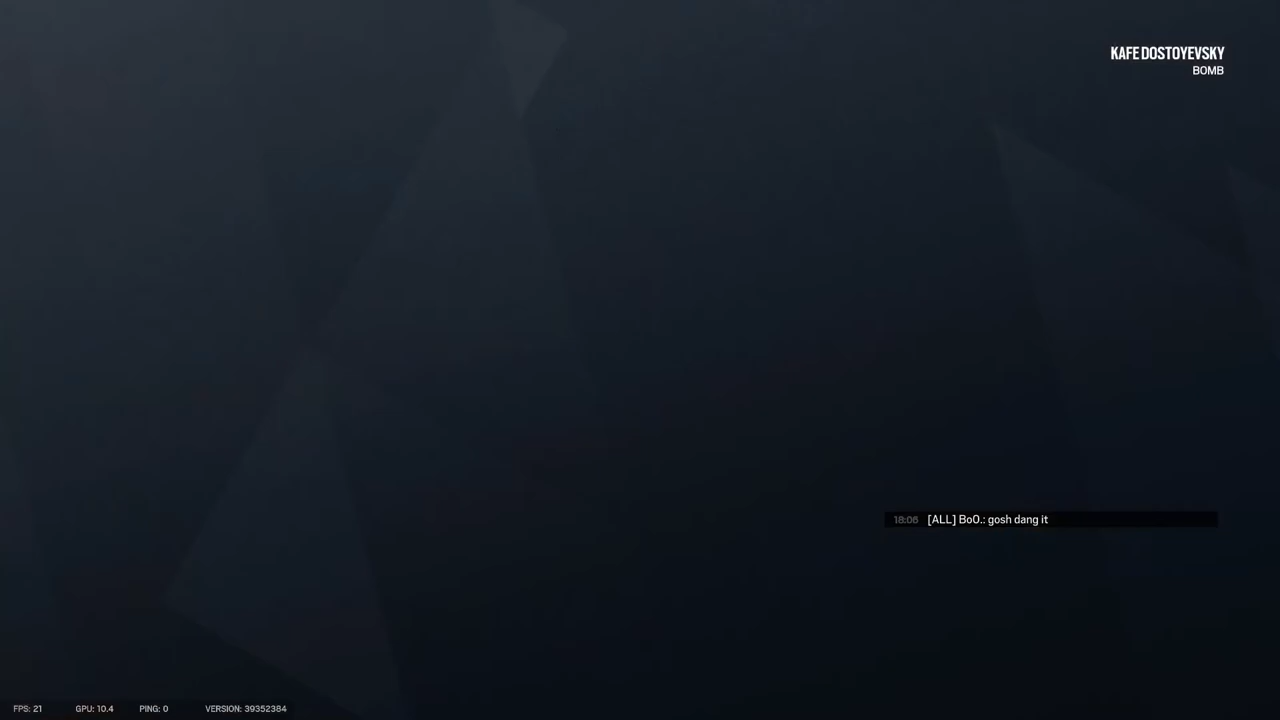 KAFE DOSTOYEVSKY
BOMB
18:06 [ALL] BoO.: gosh dang it
FPS: 21 GPU: 10.4 PING: 0 VERSION: 39352384